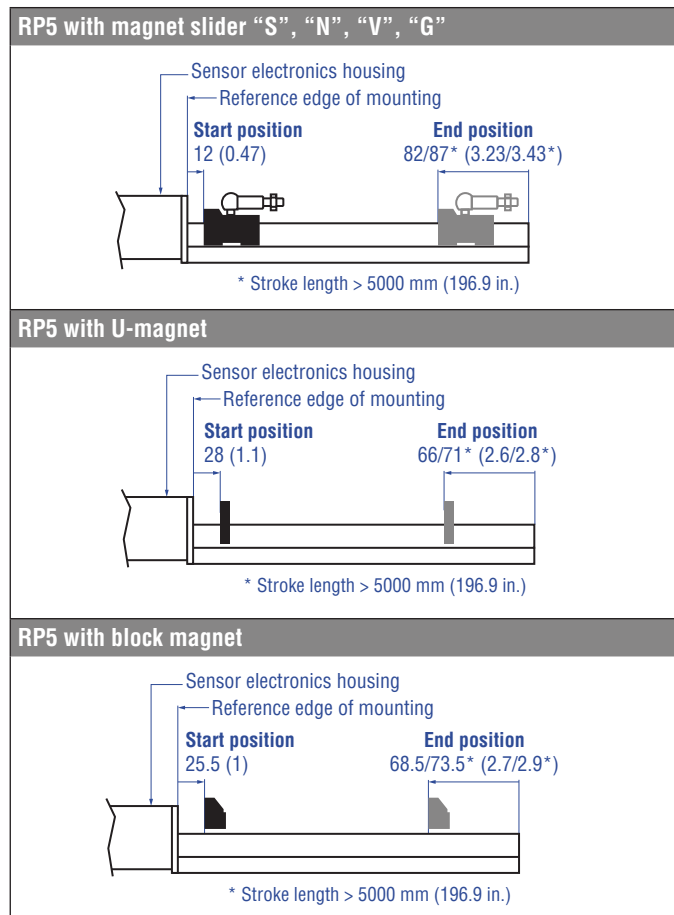 RP5 with magnet slider “S”, “N”, “V”, “G”
Sensor electronics housing
Reference edge of mounting
Start position
12 (0.47)
End position
82/87* (3.23/3.43*)
* Stroke length > 5000 mm (196.9 in.)
RP5 with U-magnet
Sensor electronics housing
Reference edge of mounting
Start position
28 (1.1)
End position
66/71* (2.6/2.8*)
* Stroke length > 5000 mm (196.9 in.)
RP5 with block magnet
Sensor electronics housing
Reference edge of mounting
Start position
25.5 (1)
End position
68.5/73.5* (2.7/2.9*)
* Stroke length > 5000 mm (196.9 in.)